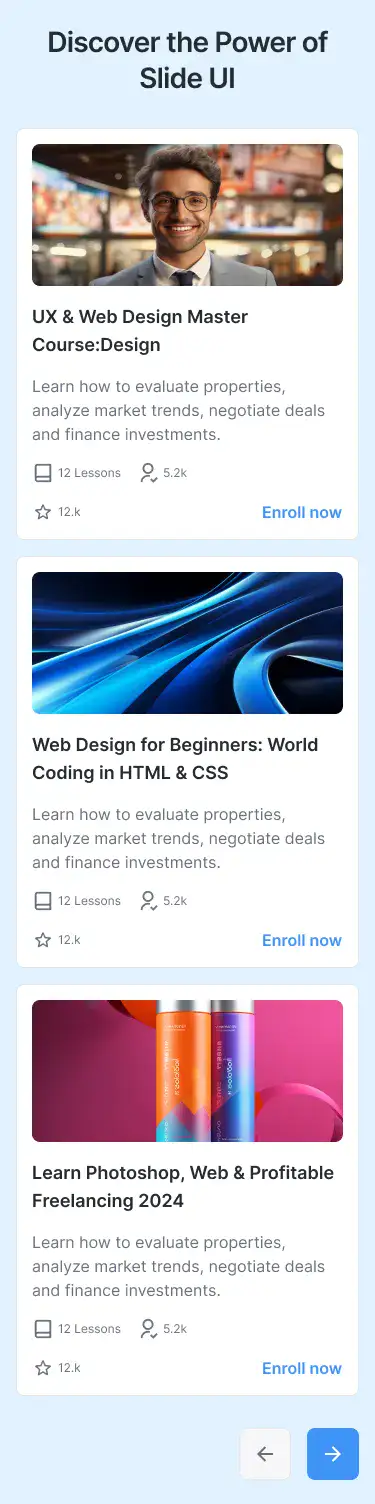 Discover the Power of
Slide UI
UX & Web Design Master
Course:Design
Learn how to evaluate properties,
analyze market trends, negotiate deals
and finance investments.
12 Lessons 5.2k
12.k Enroll now
Web Design for Beginners: World
Coding in HTML & CSS
Learn how to evaluate properties,
analyze market trends, negotiate deals
and finance investments.
12 Lessons 5.2k
12.k Enroll now
Learn Photoshop, Web & Profitable
Freelancing 2024
Learn how to evaluate properties,
analyze market trends, negotiate deals
and finance investments.
12 Lessons 5.2k
12.k Enroll now